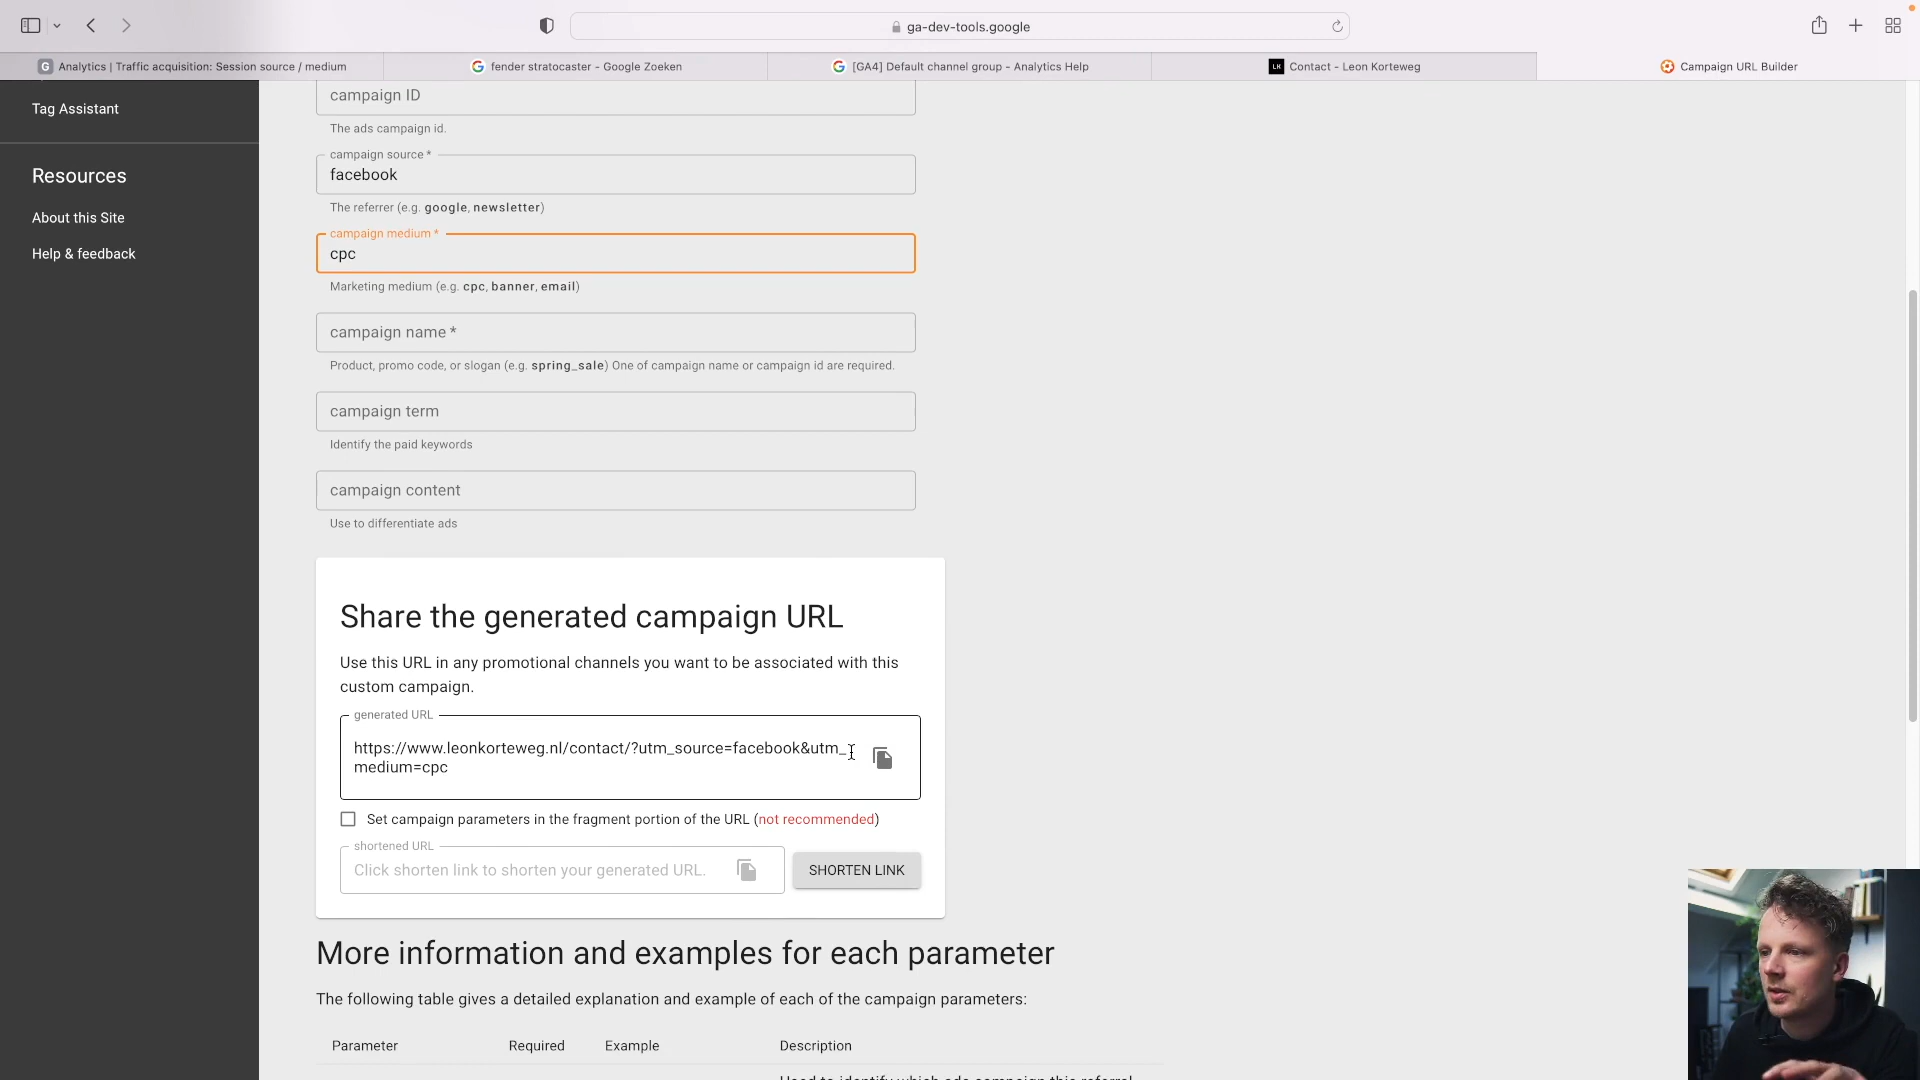 ga-dev-tools.google
Analytics | Traffic acquisition: Session source / medium
fender stratocaster - Google Zoeken
[GA4] Default channel group - Analytics Help
Contact - Leon Korteweg
Campaign URL Builder
Tag Assistant
Resources
About this Site
Help & feedback
campaign ID
The ads campaign id.
campaign source *
facebook
The referrer (e.g. google, newsletter)
campaign medium *
cpc
Marketing medium (e.g. cpc, banner, email)
campaign name *
Product, promo code, or slogan (e.g. spring_sale) One of campaign name or campaign id are required.
campaign term
Identify the paid keywords
campaign content
Use to differentiate ads
Share the generated campaign URL
Use this URL in any promotional channels you want to be associated with this
custom campaign.
generated URL
https://www.leonkorteweg.nl/contact/?utm_source=facebook&utm_
medium=cpc
Set campaign parameters in the fragment portion of the URL (not recommended)
shortened URL
Click shorten link to shorten your generated URL.
SHORTEN LINK
More information and examples for each parameter
The following table gives a detailed explanation and example of each of the campaign parameters:
Parameter Required Example Description
Used to identify which ads campaign this referral